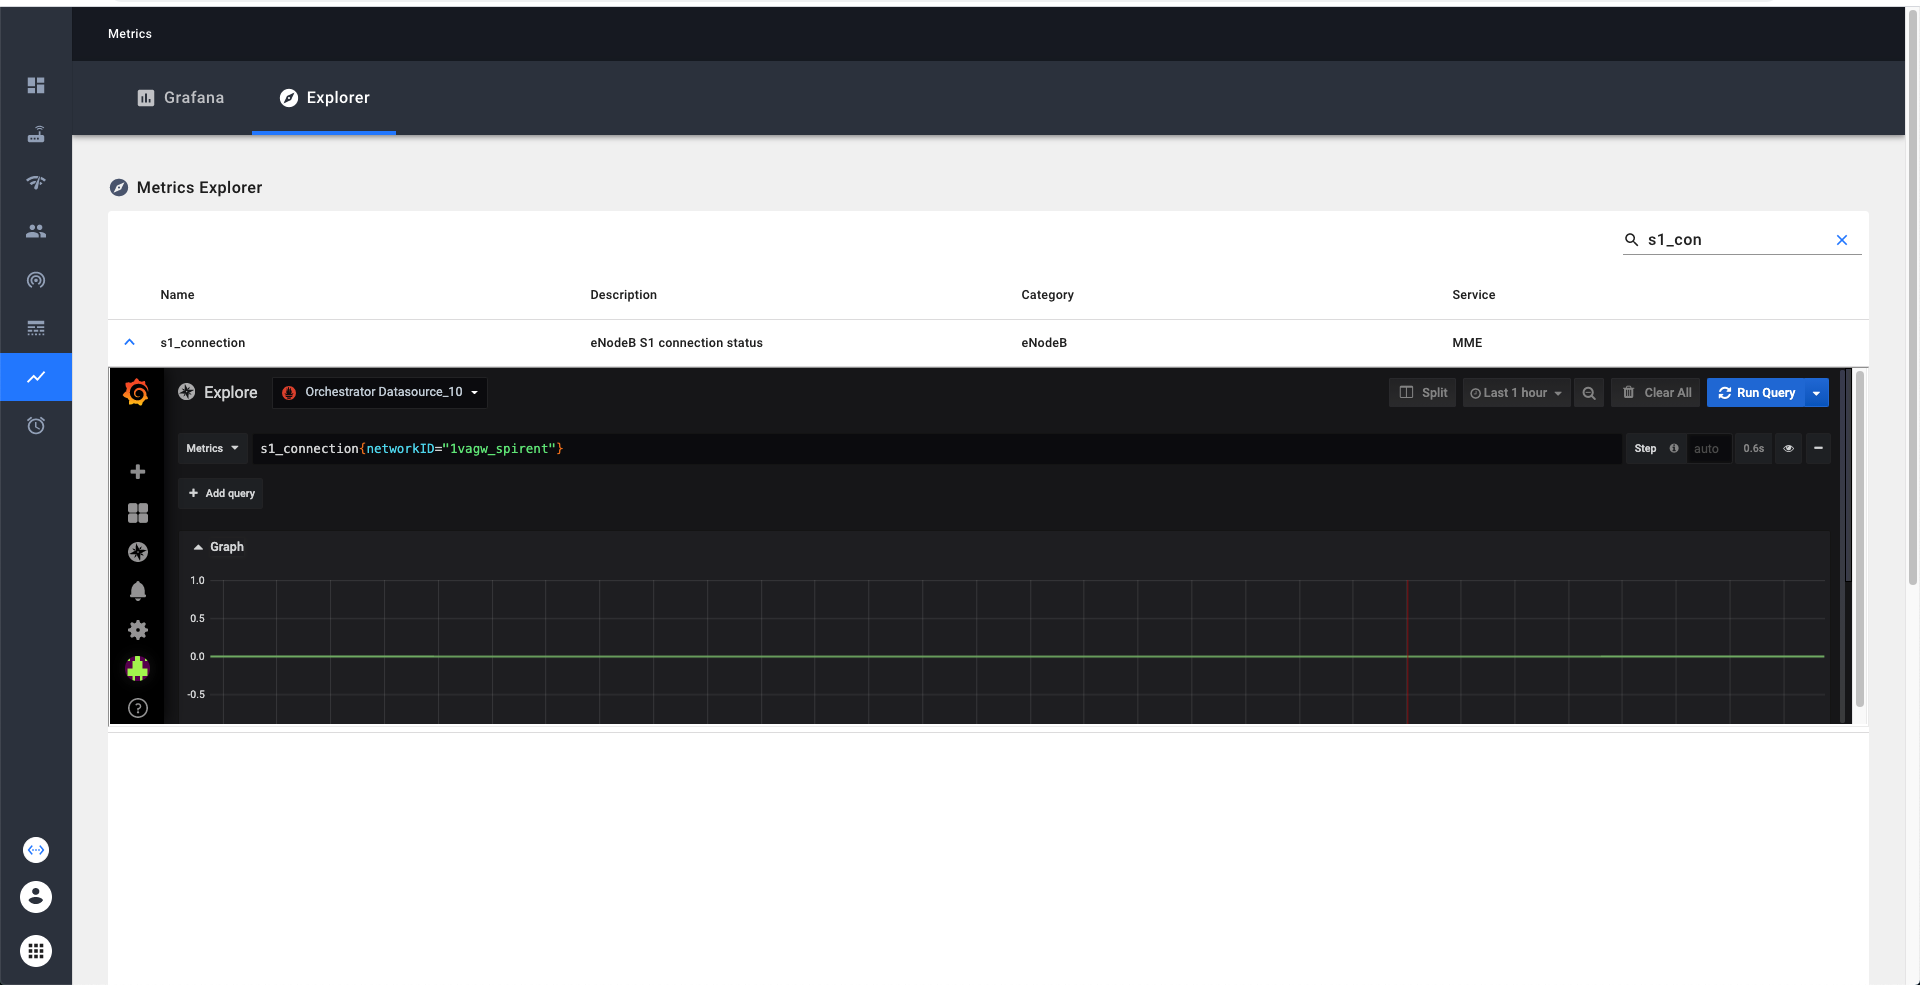 Metrics
Grafana
Explorer
Metrics Explorer
s1_con
Name Description Category Service
s1_connection eNodeB S1 connection status eNodeB MME
Explore Orchestrator Datasource_10 Split Last 1 hour Clear All Run Query
Metrics s1_connection{networkID="1vagw_spirent"} Step auto 0.6s
+ Add query
Graph
1.0
0.5
0.0
-0.5